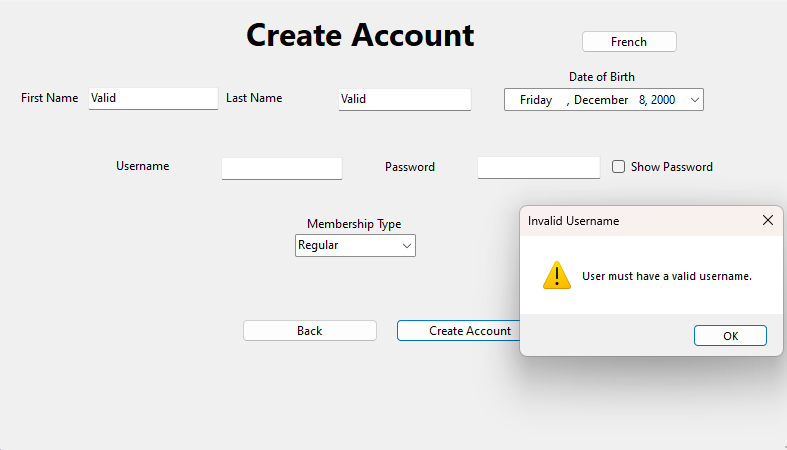 Create Account
French
Date of Birth
First Name Valid Last Name Valid Friday , December 8, 2000
Username Password Show Password
Membership Type
Regular
Invalid Username
User must have a valid username.
OK
Back Create Account